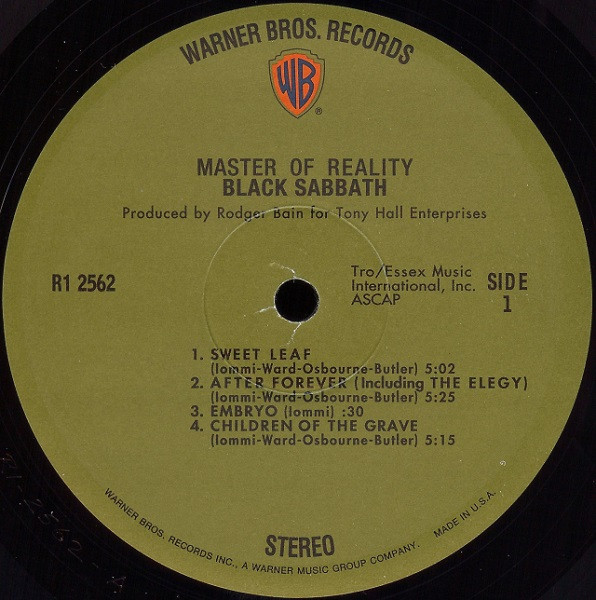 WARNER BROS. RECORDS
WB
®
MASTER OF REALITY
BLACK SABBATH
Produced by Rodger Bain for Tony Hall Enterprises
R1 2562
Tro/Essex Music
International, Inc.
ASCAP
SIDE
1
1. SWEET LEAF
(Iommi-Ward-Osbourne-Butler) 5:02
2. AFTER FOREVER (Including THE ELEGY)
(Iommi-Ward-Osbourne-Butler) 5:25
3. EMBRYO (Iommi) :30
4. CHILDREN OF THE GRAVE
(Iommi-Ward-Osbourne-Butler) 5:15
STEREO
WARNER BROS. RECORDS INC., A WARNER MUSIC GROUP COMPANY. MADE IN U.S.A.
R1-2562-A